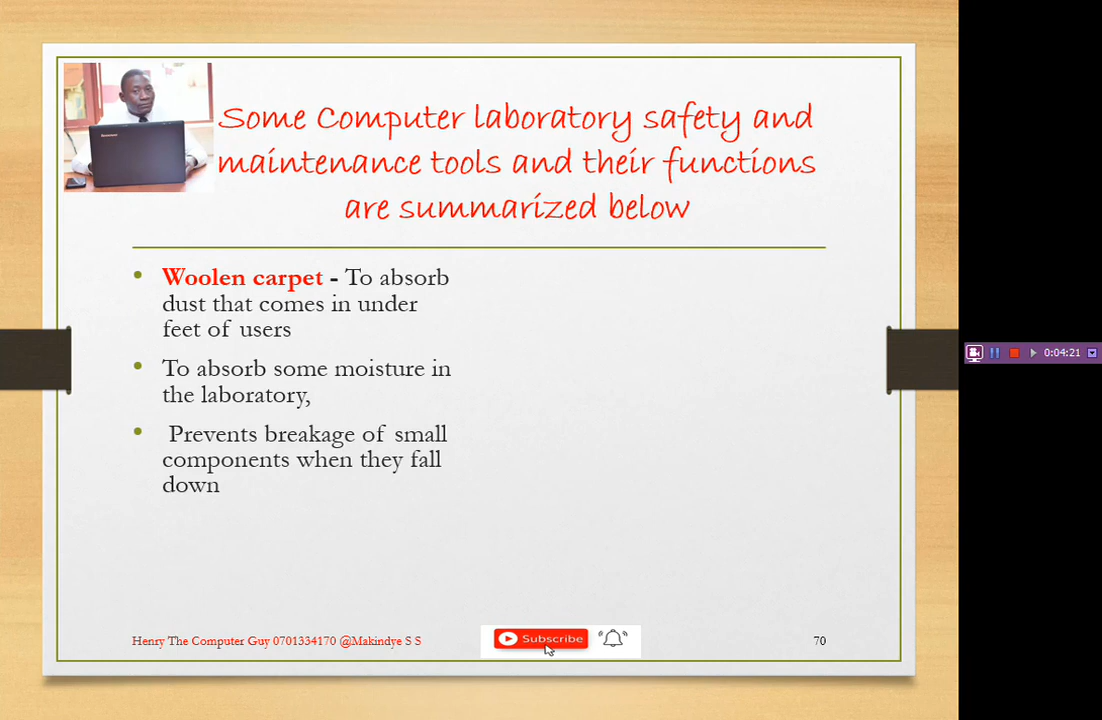 Some Computer laboratory safety and
maintenance tools and their functions
are summarized below
Woolen carpet - To absorb
dust that comes in under
feet of users
To absorb some moisture in
the laboratory,
Prevents breakage of small
components when they fall
down
Henry The Computer Guy 0701334170 @Makindye S S
Subscribe
70
0:04:21